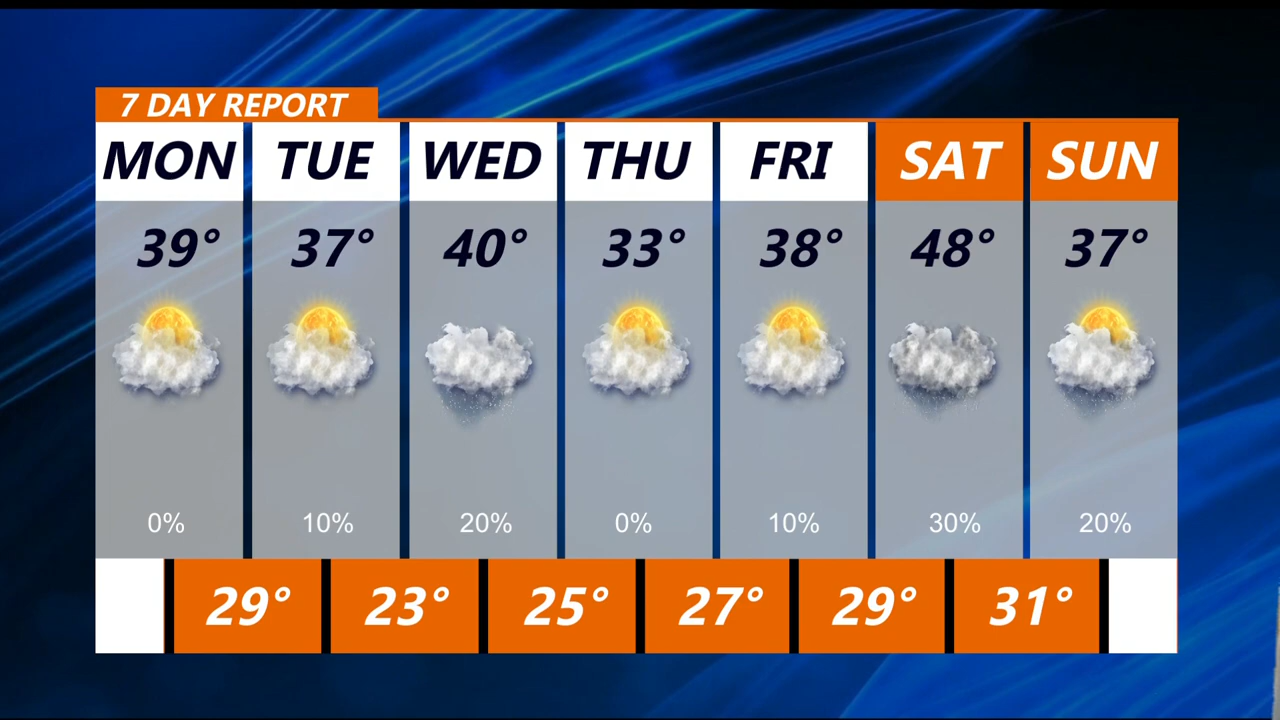 7 DAY REPORT
MON TUE WED THU FRI SAT SUN
39° 37° 40° 33° 38° 48° 37°
0% 10% 20% 0% 10% 30% 20%
29° 23° 25° 27° 29° 31°